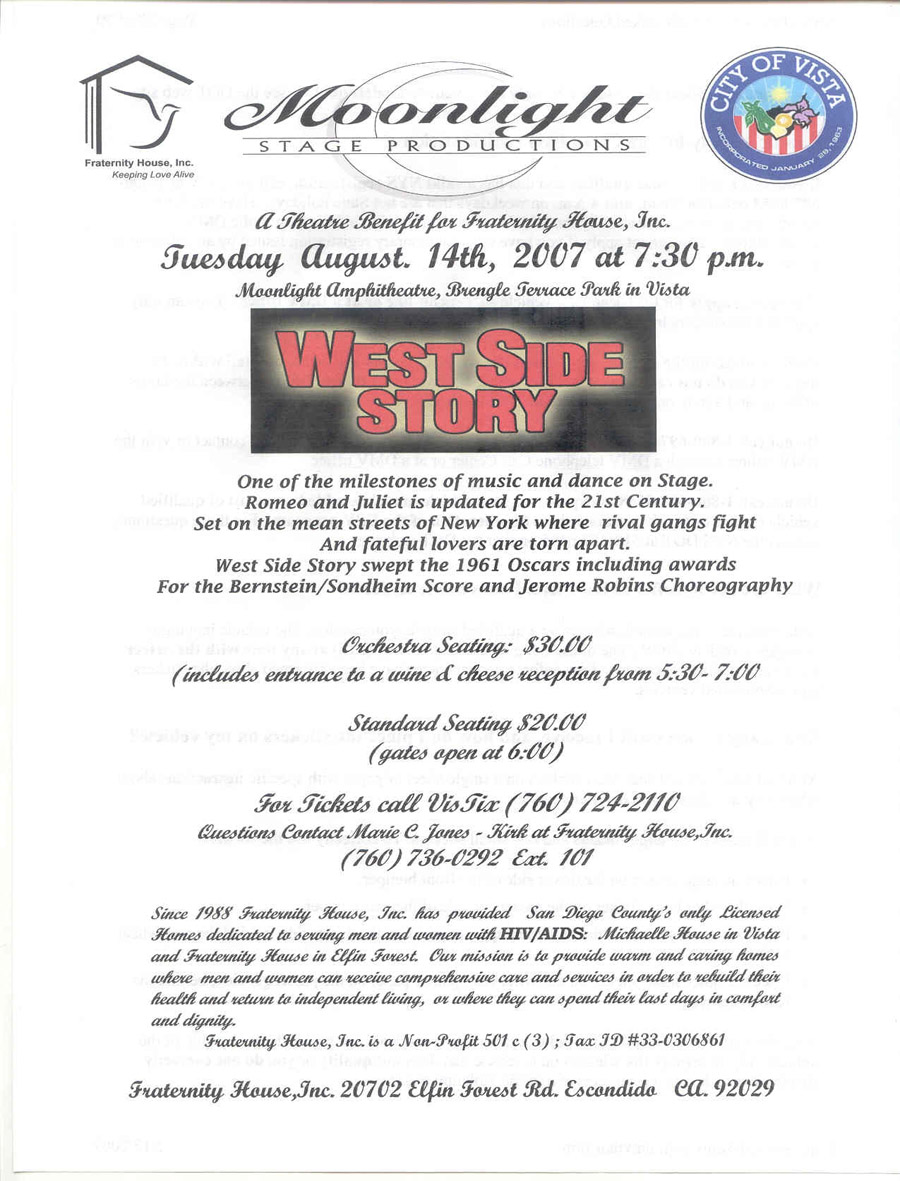 Fraternity House, Inc.
Keeping Love Alive
Moonlight
STAGE PRODUCTIONS
CITY OF VISTA
INCORPORATED JANUARY 28, 1963
A Theatre Benefit for Fraternity House, Inc.
Tuesday August. 14th, 2007 at 7:30 p.m.
Moonlight Amphitheatre, Brengle Terrace Park in Vista
WEST SIDE
STORY
One of the milestones of music and dance on Stage.
Romeo and Juliet is updated for the 21st Century.
Set on the mean streets of New York where rival gangs fight
And fateful lovers are torn apart.
West Side Story swept the 1961 Oscars including awards
For the Bernstein/Sondheim Score and Jerome Robins Choreography
Orchestra Seating: $30.00
(includes entrance to a wine & cheese reception from 5:30- 7:00
Standard Seating $20.00
(gates open at 6:00)
For Tickets call VisTix (760) 724-2110
Questions Contact Marie C. Jones - Kirk at Fraternity House,Inc.
(760) 736-0292 Ext. 101
Since 1988 Fraternity House, Inc. has provided San Diego County's only Licensed
Homes dedicated to serving men and women with HIV/AIDS: Michaelle House in Vista
and Fraternity House in Elfin Forest. Our mission is to provide warm and caring homes
where men and women can receive comprehensive care and services in order to rebuild their
health and return to independent living, or where they can spend their last days in comfort
and dignity.
Fraternity House, Inc. is a Non-Profit 501 c (3) ; Tax ID #33-0306861
Fraternity House,Inc. 20702 Elfin Forest Rd. Escondido CA. 92029